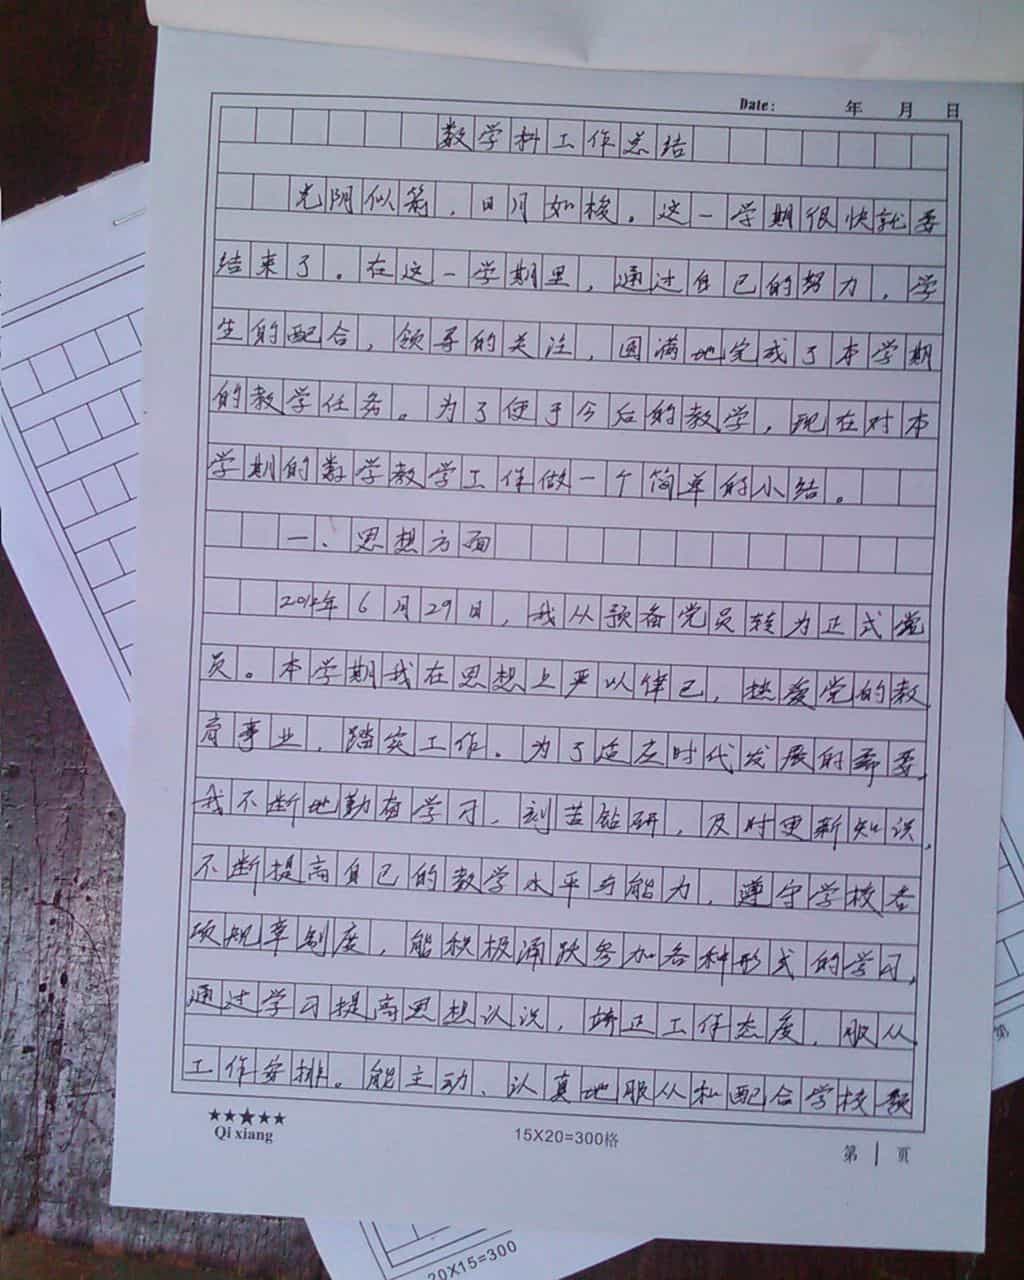 Date: 年 月 日
数学科工作总结
光阴似箭，日月如梭。这一学期很快就要
结束了。在这一学期里，通过自己的努力，学
生的配合，领导的关注，圆满地完成了本学期
的教学任务。为了便于今后的教学，现在对本
学期的数学教学工作做一个简单的小结。
一、思想方面
2014年6月29日，我从预备党员转为正式党
员。本学期我在思想上严以律己，热爱党的教
育事业，踏实工作。为了适应时代发展的需要，
我不断地勤奋学习，刻苦钻研，及时更新知识，
不断提高自己的教学水平与能力，遵守学校各
项规章制度，能积极踊跃参加各种形式的学习，
通过学习提高思想认识，矫正工作态度，服从
工作安排。能主动、认真地服从和配合学校领
★★★★★
Qi xiang
15X20=300格
第1页
20X15=300